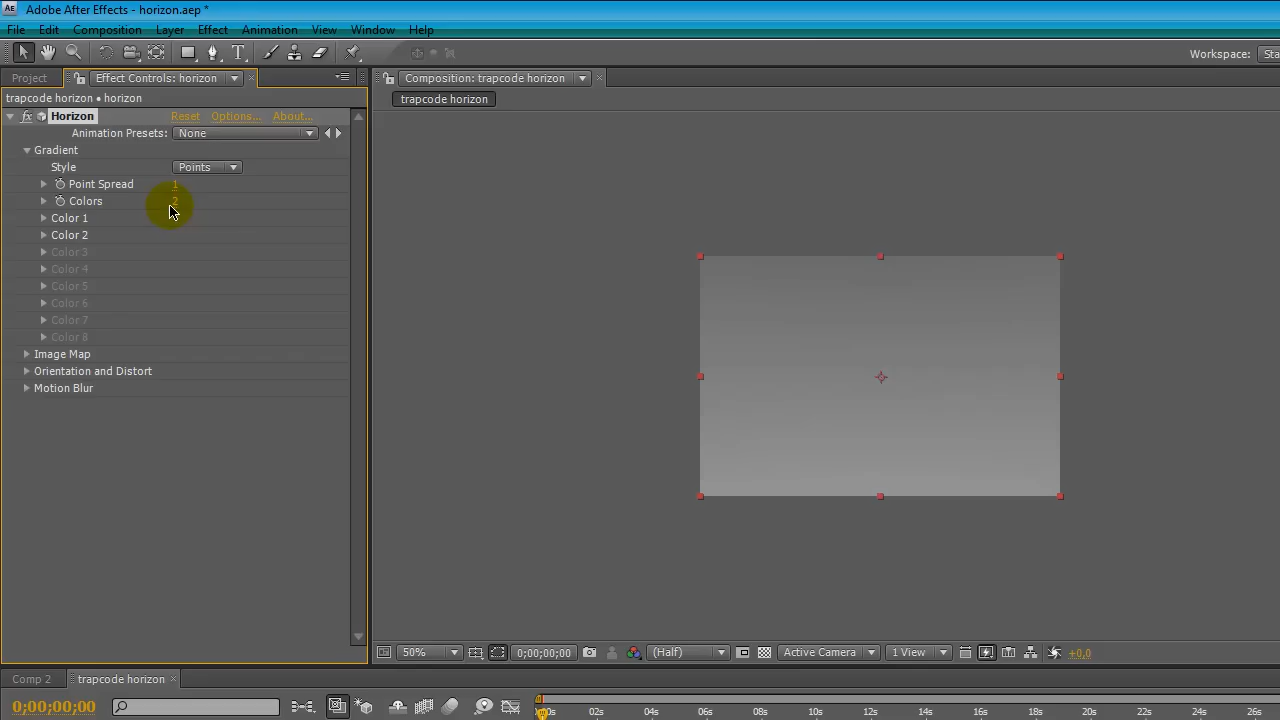 AE Adobe After Effects - horizon.aep *
File Edit Composition Layer Effect Animation View Window Help
Workspace: Sta
Project Effect Controls: horizon Composition: trapcode horizon
trapcode horizon • horizon trapcode horizon
fx Horizon Reset Options... About...
Animation Presets: None
Gradient
Style Points
Point Spread 1
Colors 2
Color 1
Color 2
Color 3
Color 4
Color 5
Color 6
Color 7
Color 8
Image Map
Orientation and Distort
Motion Blur
50% 0;00;00;00 (Half) Active Camera 1 View +0.0
Comp 2 trapcode horizon
0;00;00;00
02s 04s 06s 08s 10s 12s 14s 16s 18s 20s 22s 24s 26s